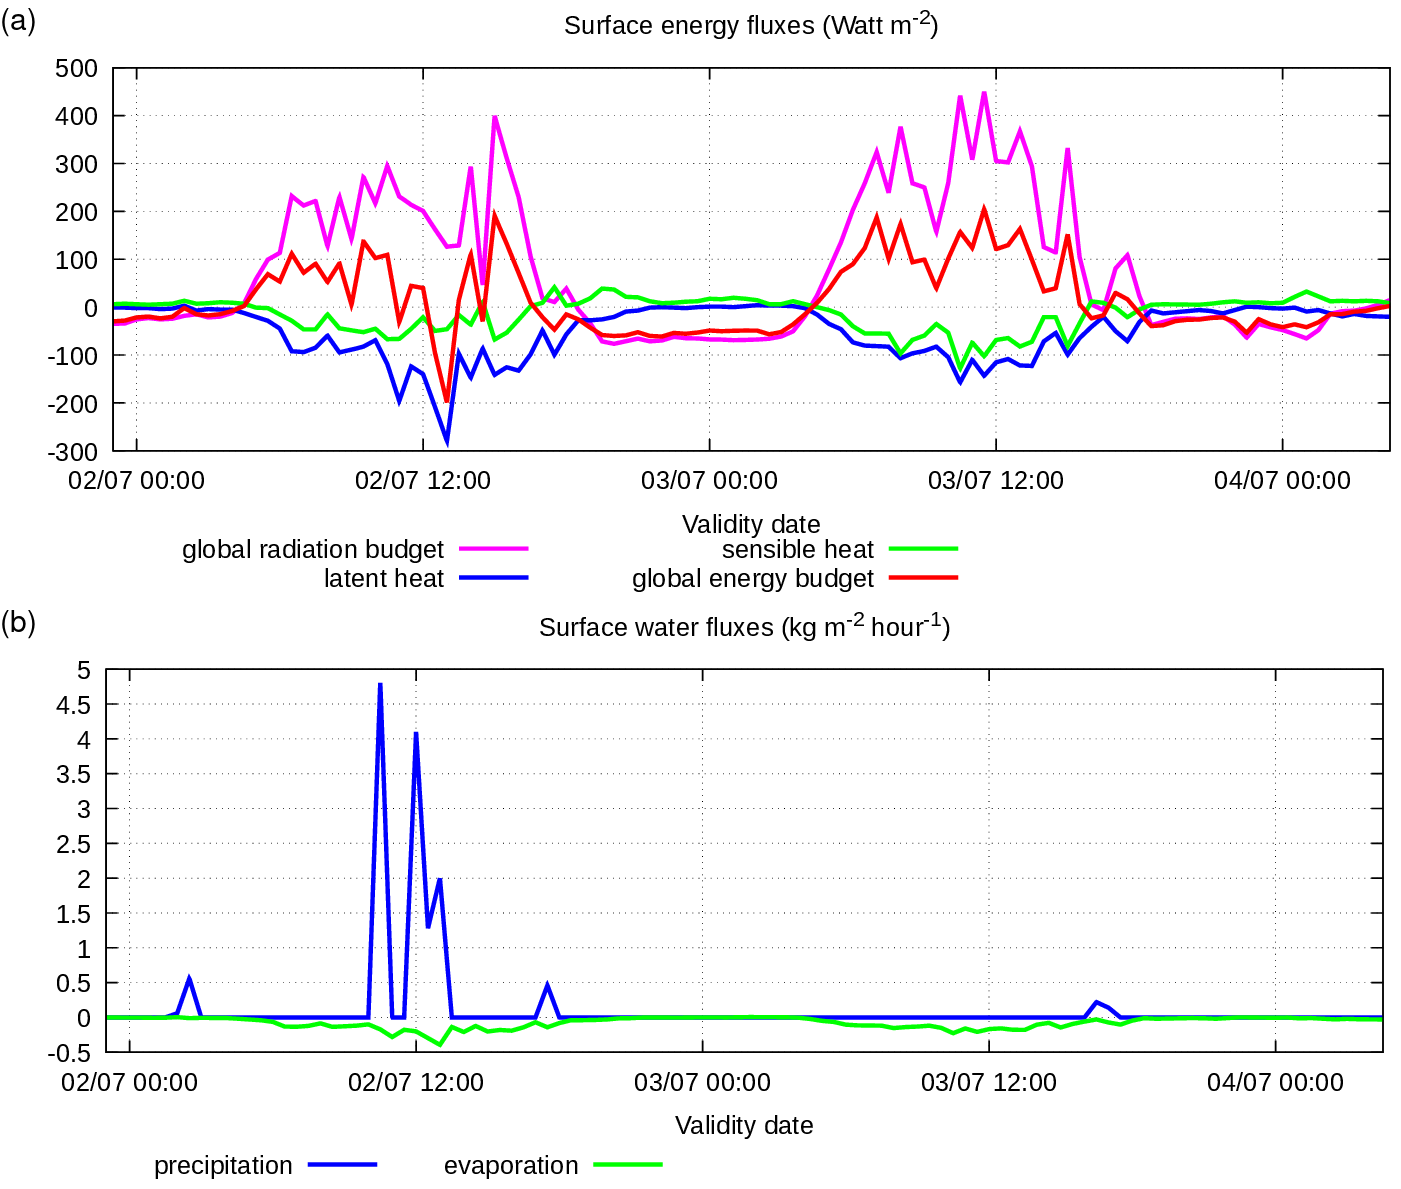 (a)
Surface energy fluxes (Watt m-2)
500
400
300
200
100
0
-100
-200
-300
02/07 00:00 02/07 12:00 03/07 00:00 03/07 12:00 04/07 00:00
Validity date
global radiation budget sensible heat
latent heat global energy budget
(b)
Surface water fluxes (kg m-2 hour-1)
5
4.5
4
3.5
3
2.5
2
1.5
1
0.5
0
-0.5
02/07 00:00 02/07 12:00 03/07 00:00 03/07 12:00 04/07 00:00
Validity date
precipitation evaporation